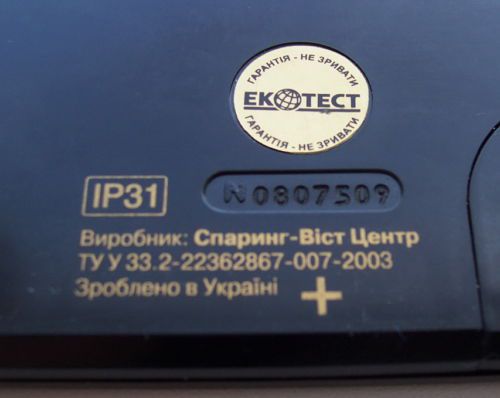 ГАРАНТІЯ - НЕ ЗРИВАТИ
ЕКОТЕСТ
ГАРАНТІЯ - НЕ ЗРИВАТИ
IP31
N0807509
Виробник: Спаринг-Віст Центр
ТУ У 33.2-22362867-007-2003
Зроблено в Україні
+